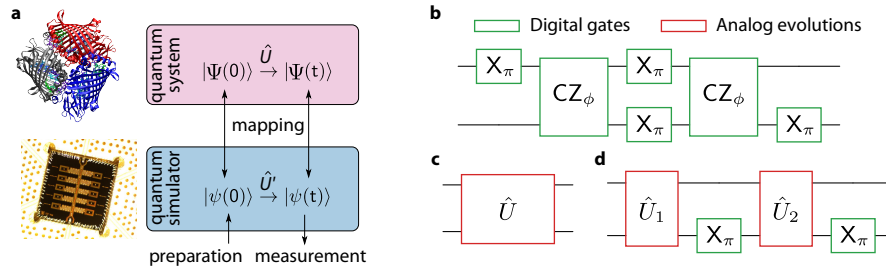 a
quantum system
|Ψ(0)⟩ →^Û |Ψ(t)⟩
mapping
quantum simulator
|ψ(0)⟩ →^Û' |ψ(t)⟩
preparation
measurement
b
Digital gates
Analog evolutions
X_π
X_π
CZ_ϕ
CZ_ϕ
X_π
X_π
c
d
Û
Û_1
Û_2
X_π
X_π